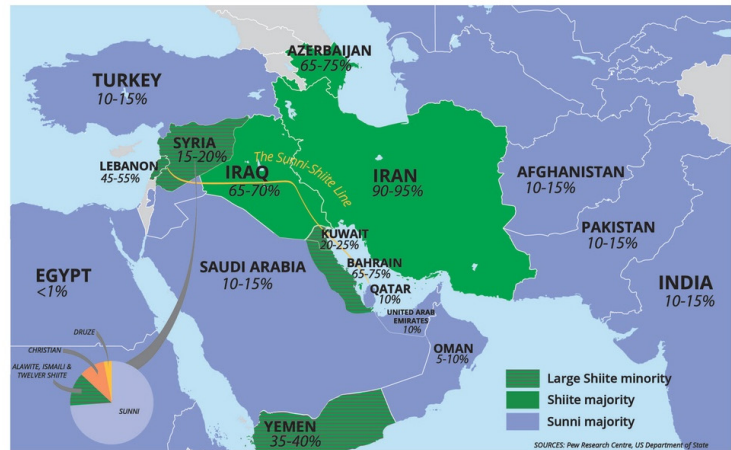 AZERBAIJAN
65-75%
TURKEY
10-15%
SYRIA
15-20%
LEBANON
45-55%
The Sunni-Shiite Line
IRAQ
65-70%
IRAN
90-95%
AFGHANISTAN
10-15%
PAKISTAN
10-15%
INDIA
10-15%
KUWAIT
20-25%
BAHRAIN
65-75%
QATAR
10%
UNITED ARAB
EMIRATES
10%
SAUDI ARABIA
10-15%
EGYPT
<1%
OMAN
5-10%
YEMEN
35-40%
DRUZE
CHRISTIAN
ALAWITE, ISMAILI &
TWELVER SHIITE
SUNNI
Large Shiite minority
Shiite majority
Sunni majority
SOURCES: Pew Research Centre, US Department of State